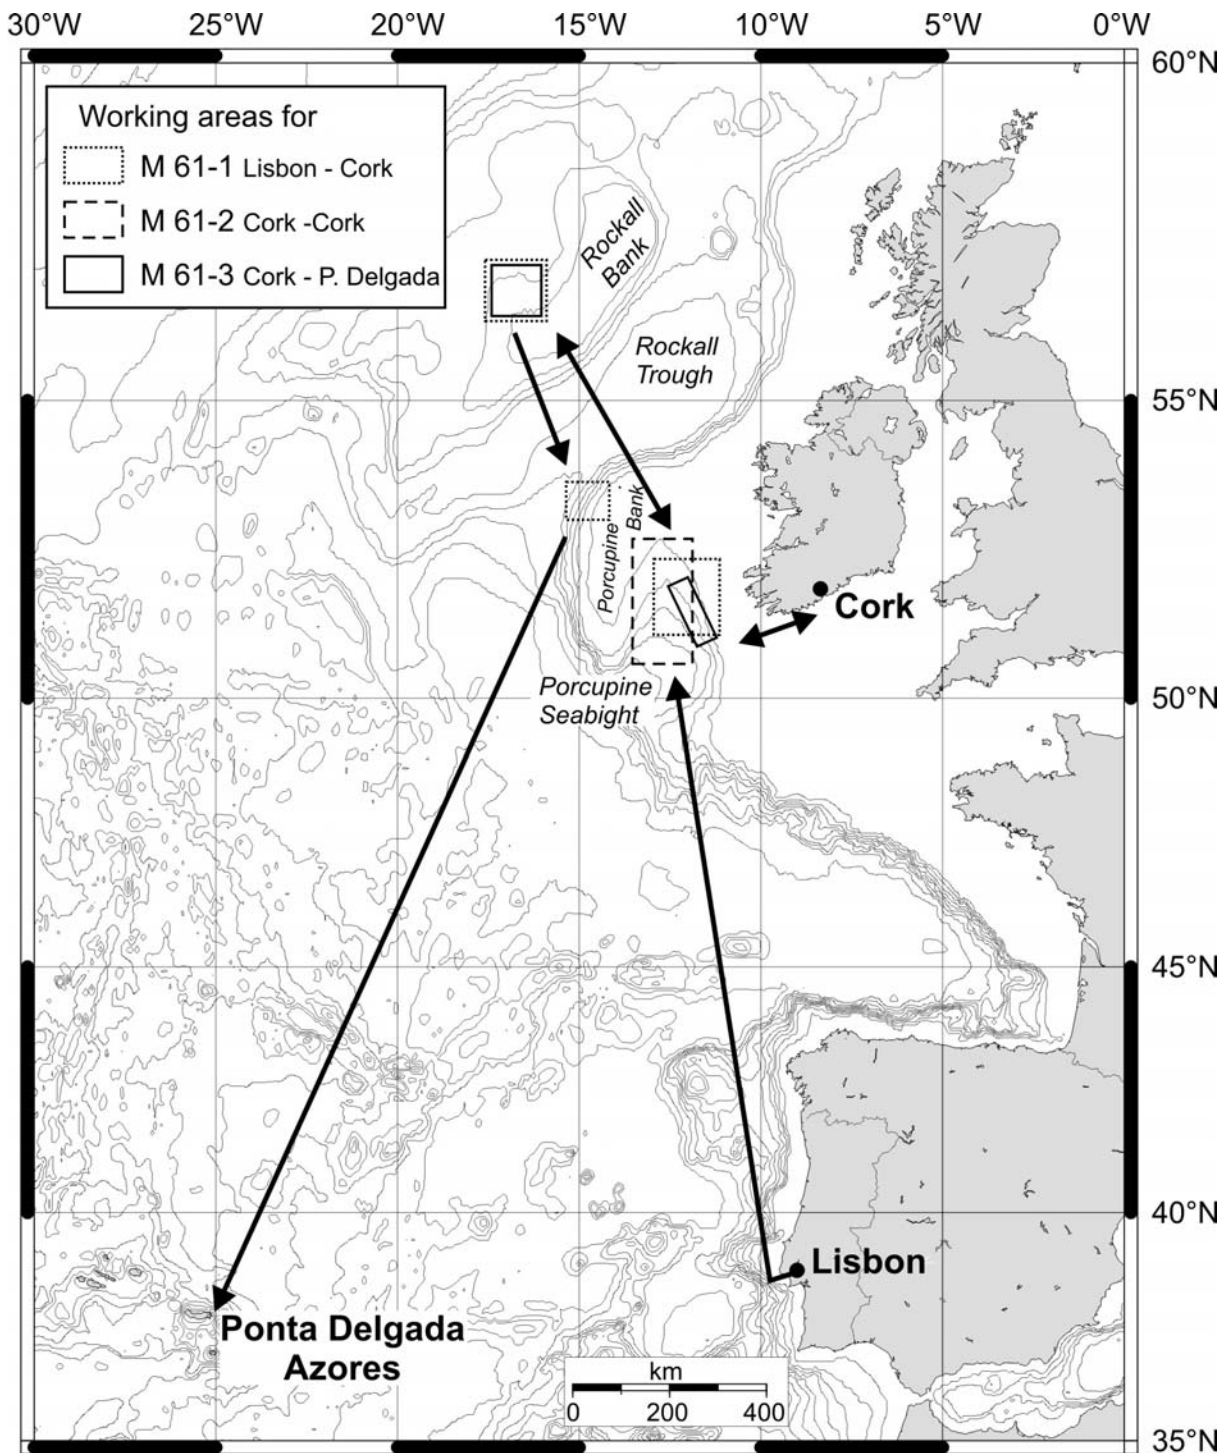 30°W 25°W 20°W 15°W 10°W 5°W 0°W
60°N
Working areas for
M 61-1 Lisbon - Cork
M 61-2 Cork -Cork
M 61-3 Cork - P. Delgada
Rockall
Bank
Rockall
Trough
55°N
Porcupine
Bank
Cork
Porcupine
Seabight
50°N
45°N
40°N
Lisbon
Ponta Delgada
Azores
km
0 200 400
35°N